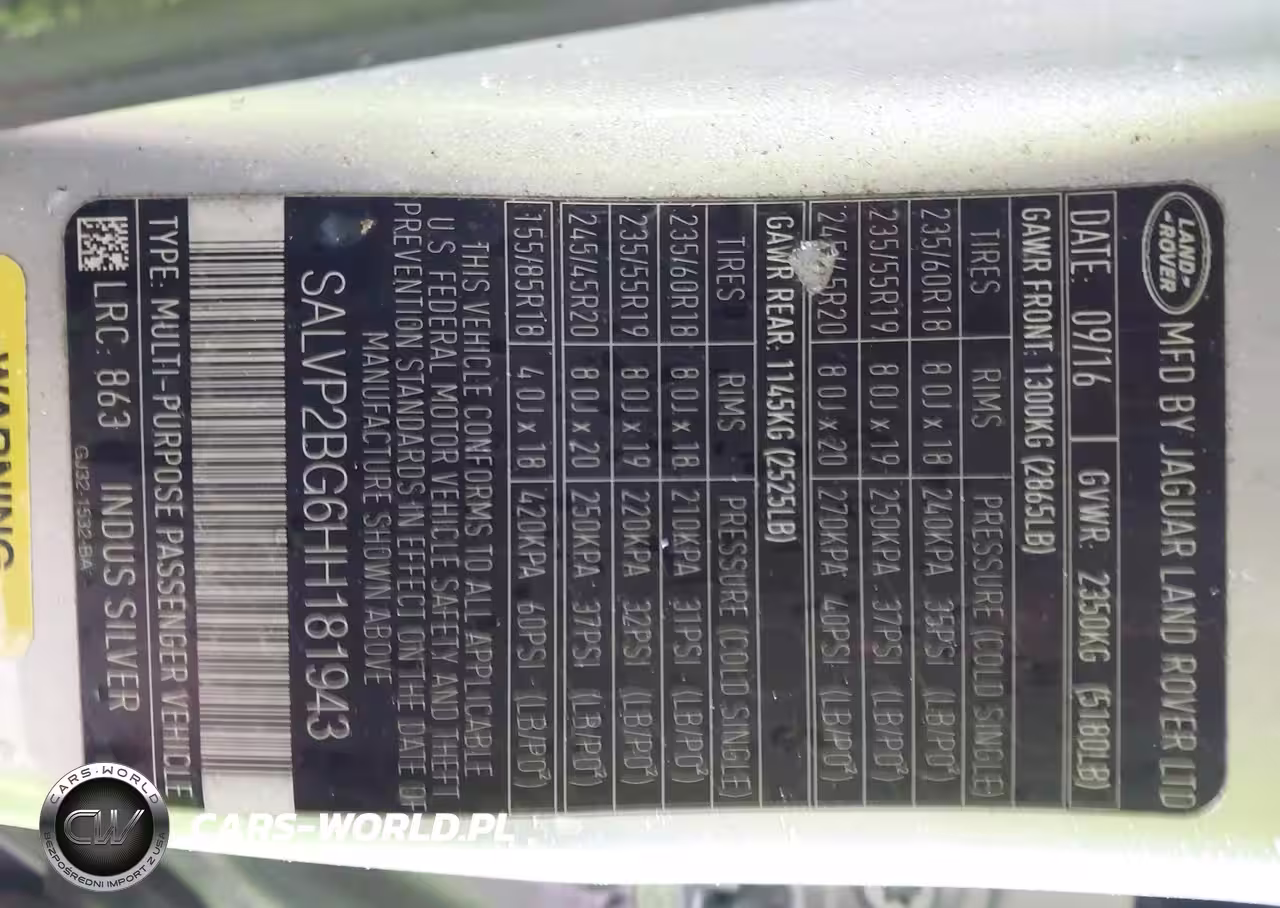 LAND-
-ROVER
MFD BY JAGUAR LAND ROVER LTD
DATE: 09/16 GVWR: 2350KG (5180LB)
GAWR FRONT: 1300KG (2865LB)
TIRES RIMS PRESSURE (COLD SINGLE)
235/60R18 8 0J x 18 240KPA 35PSI (LB/PO²)
235/55R19 8 0J x 19 250KPA 37PSI (LB/PO²)
245/45R20 8 0J x 20 270KPA 40PSI (LB/PO²)
GAWR REAR: 1145KG (2525LB)
TIRES RIMS PRESSURE (COLD SINGLE)
235/60R18 8 0J x 18 210KPA 31PSI (LB/PO²)
235/55R19 8 0J x 19 220KPA 32PSI (LB/PO²)
245/45R20 8 0J x 20 250KPA 37PSI (LB/PO²)
155/85R18 4 0J x 18 420KPA 60PSI (LB/PO²)
THIS VEHICLE CONFORMS TO ALL APPLICABLE
U S FEDERAL MOTOR VEHICLE SAFETY AND THEFT
PREVENTION STANDARDS IN EFFECT ON THE DATE OF
MANUFACTURE SHOWN ABOVE
SALVP2BG6HH181943
TYPE: MULTI-PURPOSE PASSENGER VEHICLE
LRC: 863 INDUS SILVER
WARNING
CARS-WORLD
CW
BEZPOŚREDNI IMPORT Z USA
CARS-WORLD.PL